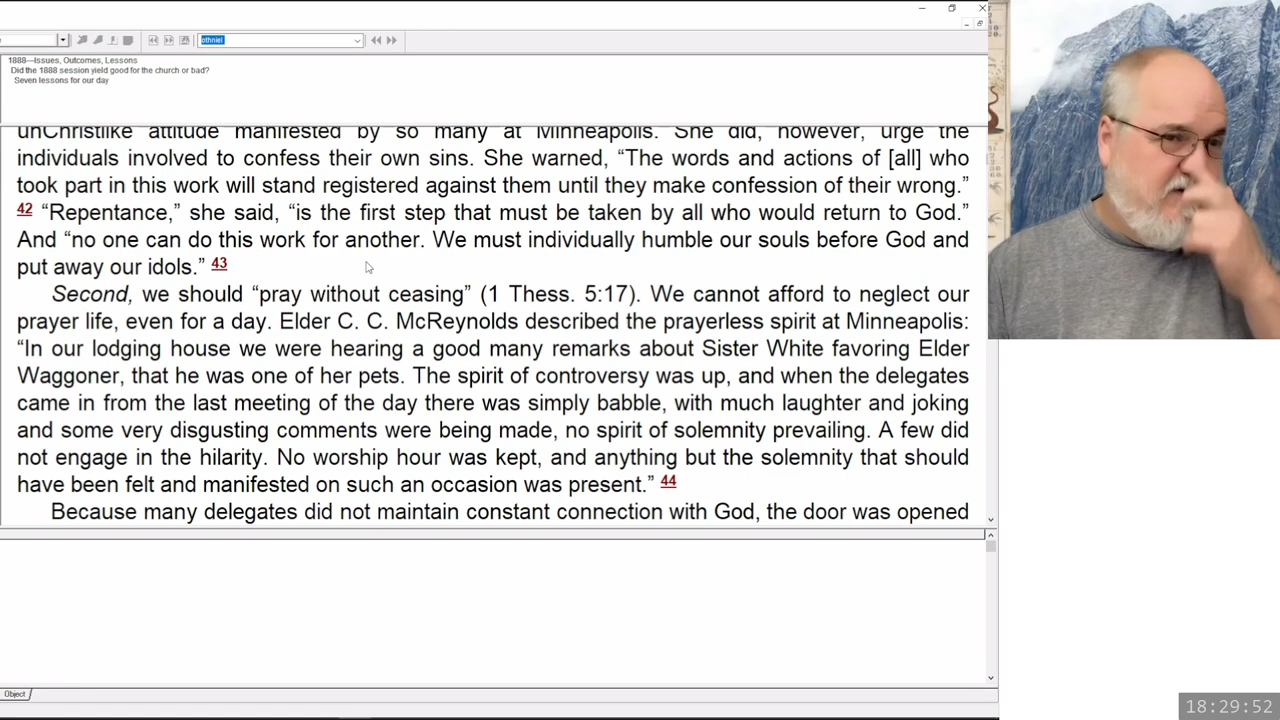 othniel
1888—Issues, Outcomes, Lessons
Did the 1888 session yield good for the church or bad?
Seven lessons for our day
unChristlike attitude manifested by so many at Minneapolis. She did, however, urge the
individuals involved to confess their own sins. She warned, “The words and actions of [all] who
took part in this work will stand registered against them until they make confession of their wrong.”
42 “Repentance,” she said, “is the first step that must be taken by all who would return to God.”
And “no one can do this work for another. We must individually humble our souls before God and
put away our idols.” 43
Second, we should “pray without ceasing” (1 Thess. 5:17). We cannot afford to neglect our
prayer life, even for a day. Elder C. C. McReynolds described the prayerless spirit at Minneapolis:
“In our lodging house we were hearing a good many remarks about Sister White favoring Elder
Waggoner, that he was one of her pets. The spirit of controversy was up, and when the delegates
came in from the last meeting of the day there was simply babble, with much laughter and joking
and some very disgusting comments were being made, no spirit of solemnity prevailing. A few did
not engage in the hilarity. No worship hour was kept, and anything but the solemnity that should
have been felt and manifested on such an occasion was present.” 44
Because many delegates did not maintain constant connection with God, the door was opened
Object
18:29:52